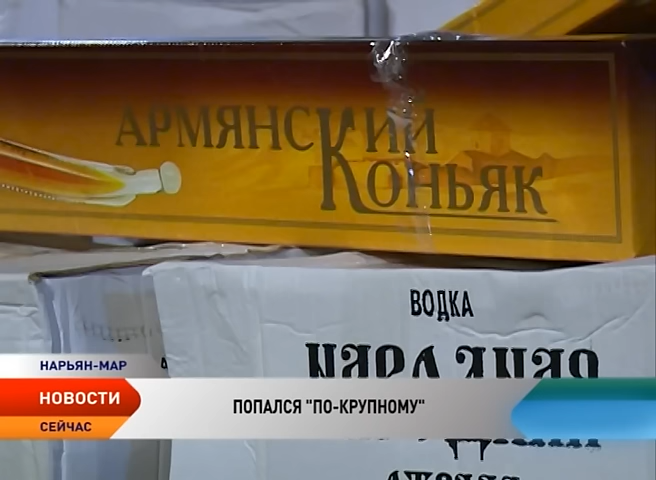 АРМЯНСКИЙ
КОНЬЯК
ВОДКА
НАРЬЯН-МАР
НОВОСТИ
СЕЙЧАС
ПОПАЛСЯ "ПО-КРУПНОМУ"